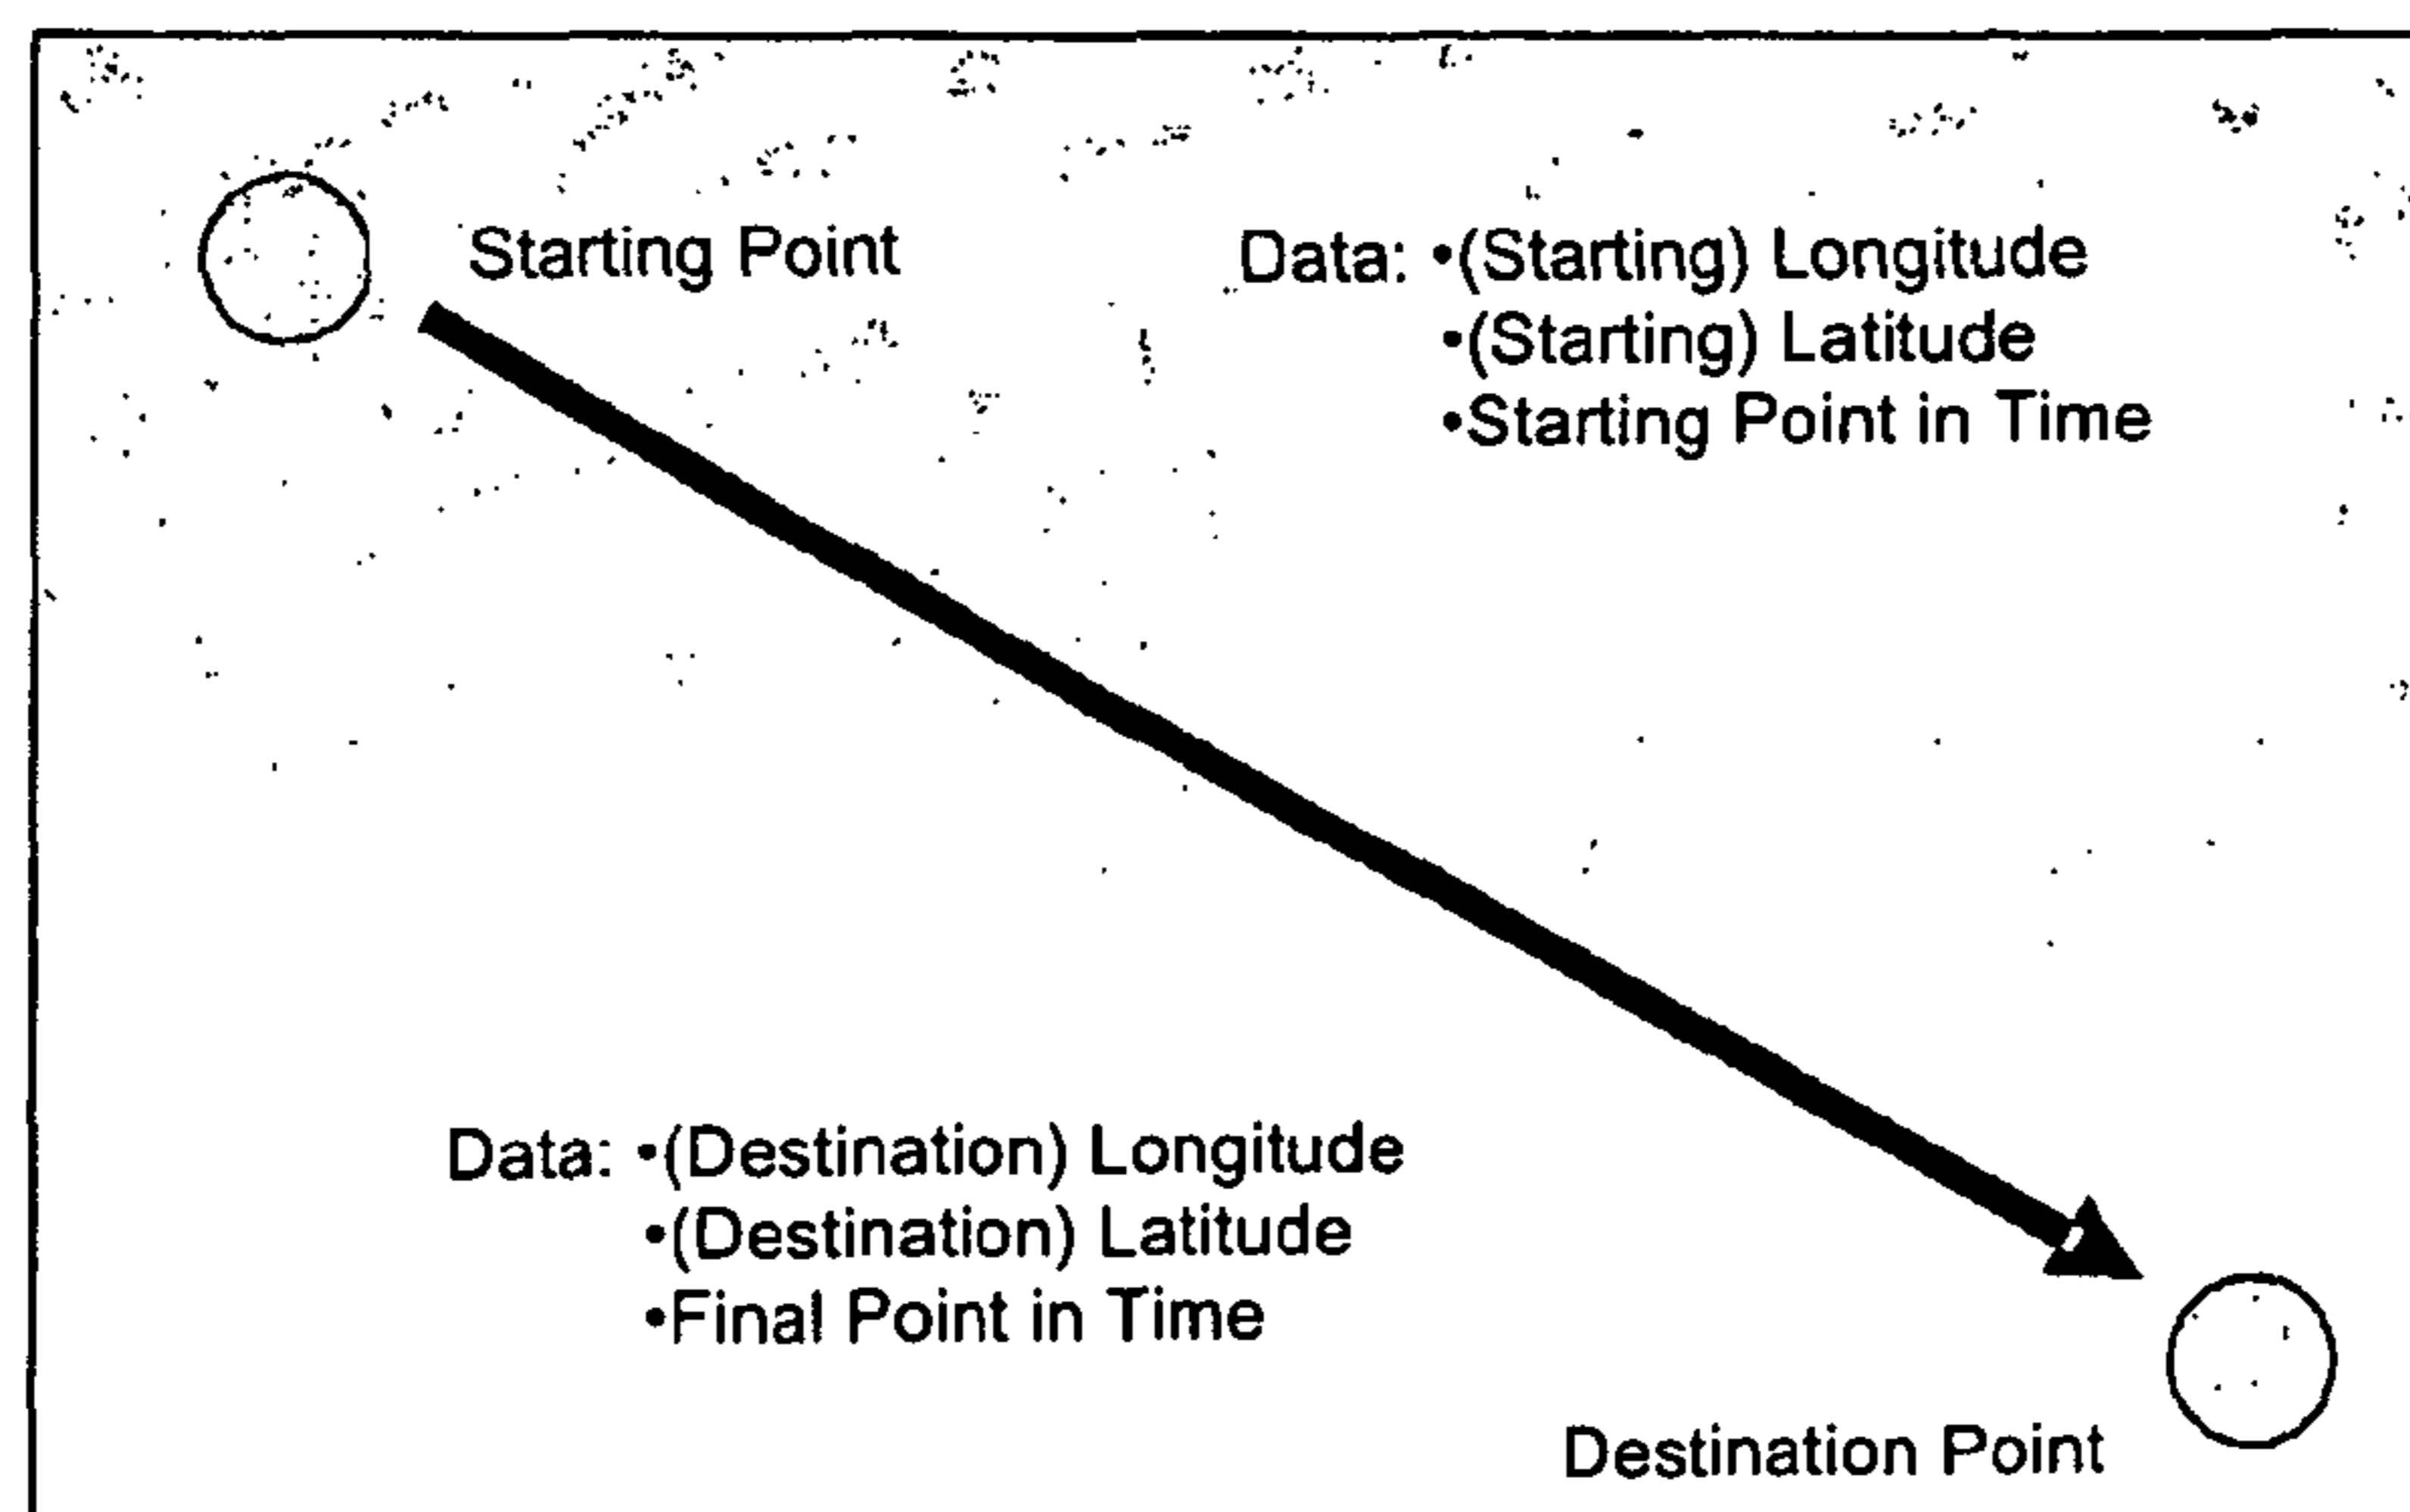 Starting Point
Data: •(Starting) Longitude
•(Starting) Latitude
•Starting Point in Time
Data: •(Destination) Longitude
•(Destination) Latitude
•Final Point in Time
Destination Point